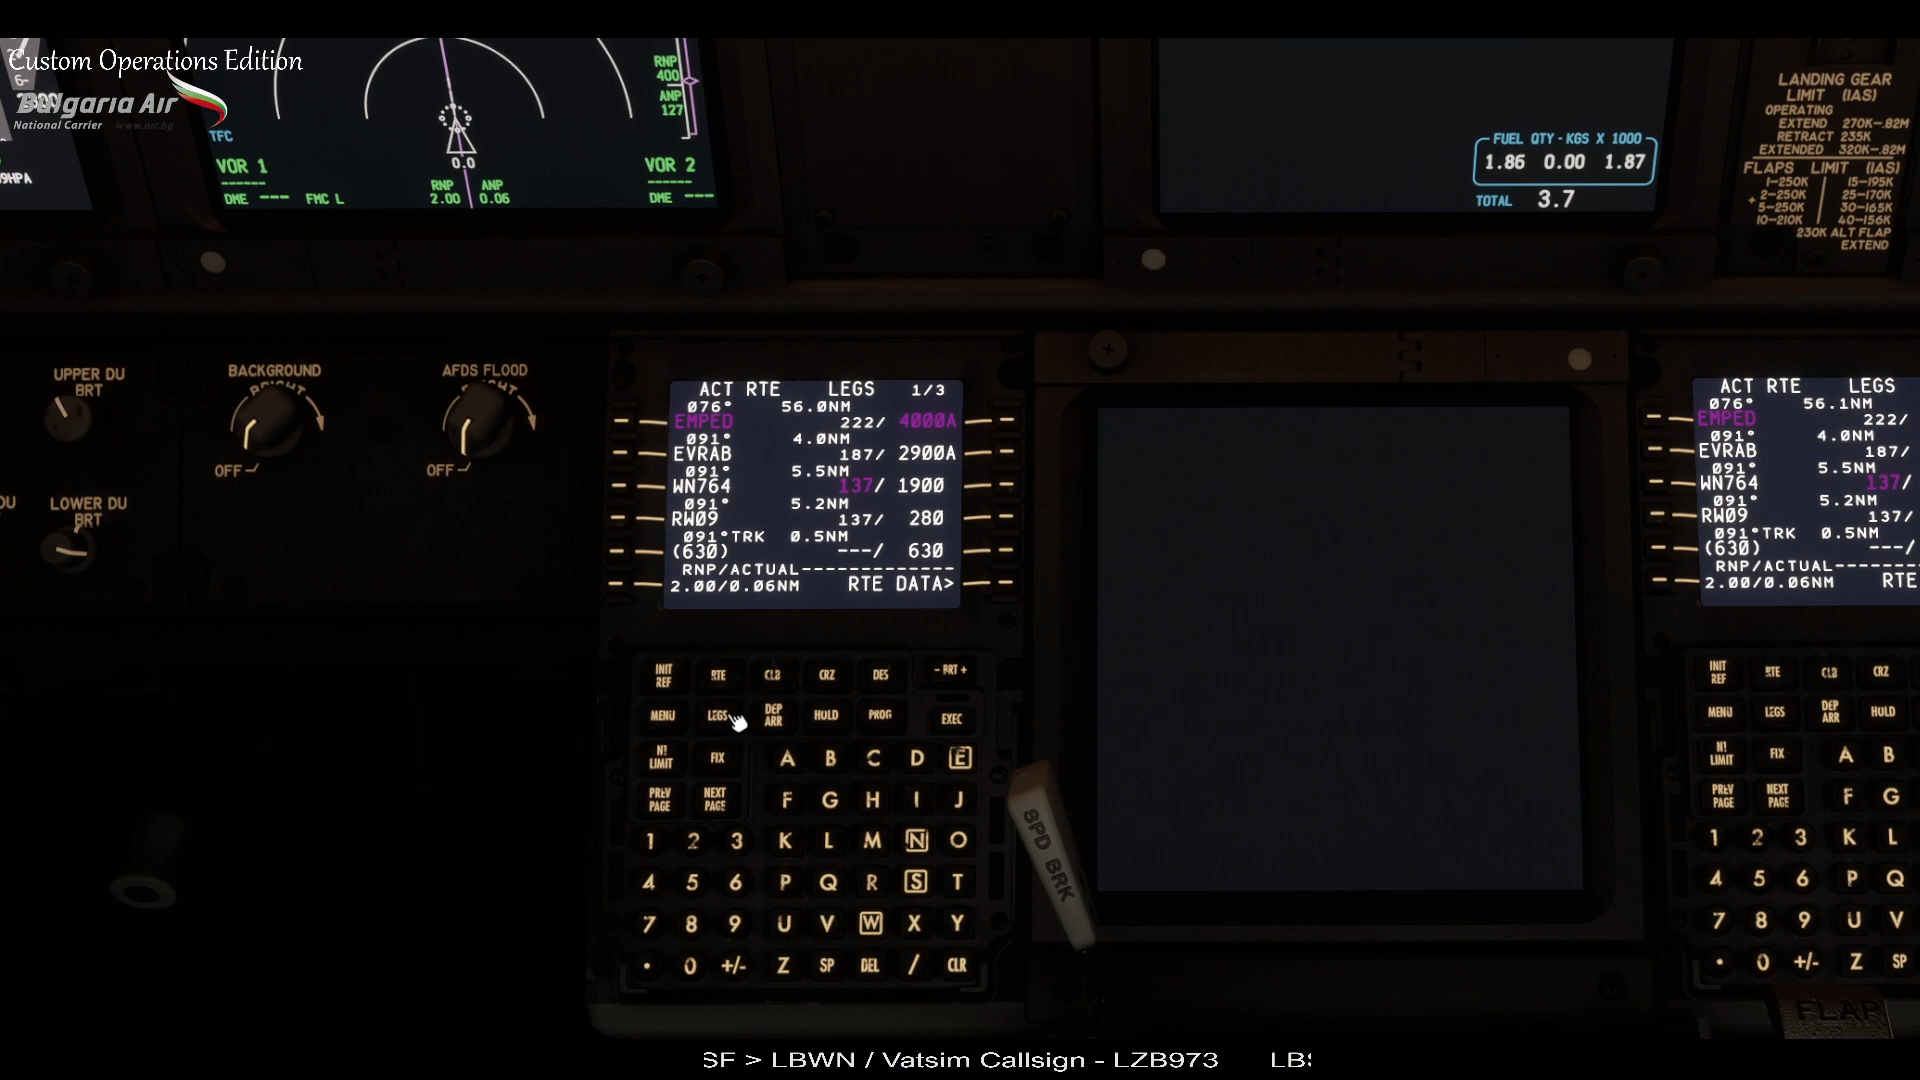 Custom Operations Edition
Bulgaria Air
National Carrier www.air.bg
TFC
VOR 1
DME --- FMC L
RNP ANP
2.00 0.06
0.0
RNP
400
ANP
127
VOR 2
DME ---
9HPA
FUEL QTY - KGS X 1000
1.86 0.00 1.87
TOTAL 3.7
LANDING GEAR
LIMIT (IAS)
OPERATING
EXTEND 270K-.82M
RETRACT 235K
EXTENDED 320K-.82M
FLAPS LIMIT (IAS)
1-250K 15-195K
2-250K 25-170K
5-250K 30-165K
10-210K 40-156K
230K ALT FLAP
EXTEND
UPPER DU
BRT
BACKGROUND
BRIGHT
OFF
AFDS FLOOD
OFF
DU
LOWER DU
BRT
ACT RTE LEGS 1/3
076° 56.0NM
EMPED 222/ 4000A
091° 4.0NM
EVRAB 187/ 2900A
091° 5.5NM
WN764 137/ 1900
091° 5.2NM
RW09 137/ 280
091°TRK 0.5NM
(630) ---/ 630
RNP/ACTUAL-------------
2.00/0.06NM RTE DATA>
ACT RTE LEGS
076° 56.1NM
EMPED 222/
091° 4.0NM
EVRAB 187/
091° 5.5NM
WN764 137/
091° 5.2NM
RW09 137/
091°TRK 0.5NM
(630) ---/
RNP/ACTUAL-------
2.00/0.06NM RTE
INIT REF RTE CLB CRZ DES - BRT +
MENU LEGS DEP ARR HOLD PROG EXEC
N1 LIMIT FIX A B C D E
PREV PAGE NEXT PAGE F G H I J
1 2 3 K L M N O
4 5 6 P Q R S T
7 8 9 U V W X Y
. 0 +/- Z SP DEL / CLR
SPD BRK
INIT REF RTE CLB CRZ
MENU LEGS DEP ARR HOLD
N1 LIMIT FIX A B
PREV PAGE NEXT PAGE F G
1 2 3 K L
4 5 6 P Q
7 8 9 U V
. 0 +/- Z SP
FLAP
SF > LBWN / Vatsim Callsign - LZB973 LBS